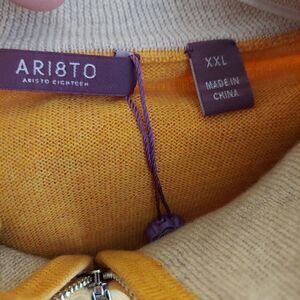 ARI8TO
ARISTO EIGHTEEN
XXL
MADE IN
CHINA